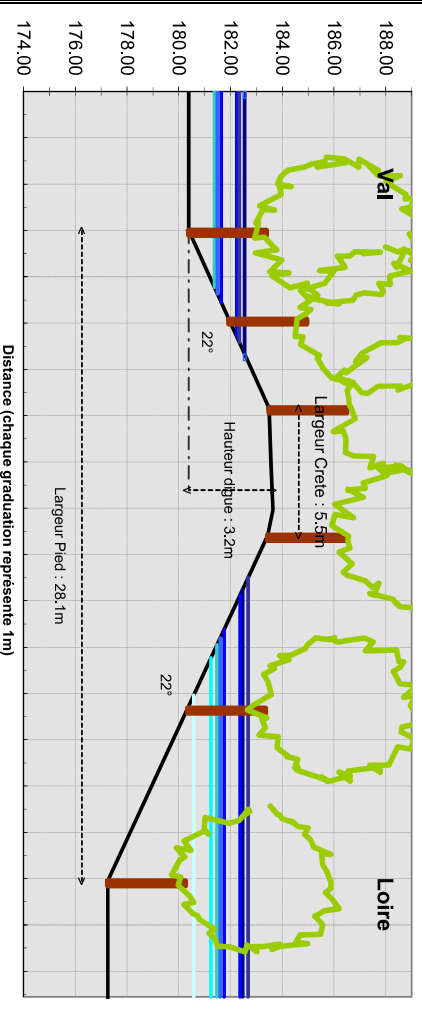 188.00
186.00
184.00
182.00
180.00
178.00
176.00
174.00
Val
Loire
Largeur Crete : 5.5m
Hauteur digue : 3.2m
22°
22°
Largeur Pied : 28.1m
Distance (chaque graduation représente 1m)